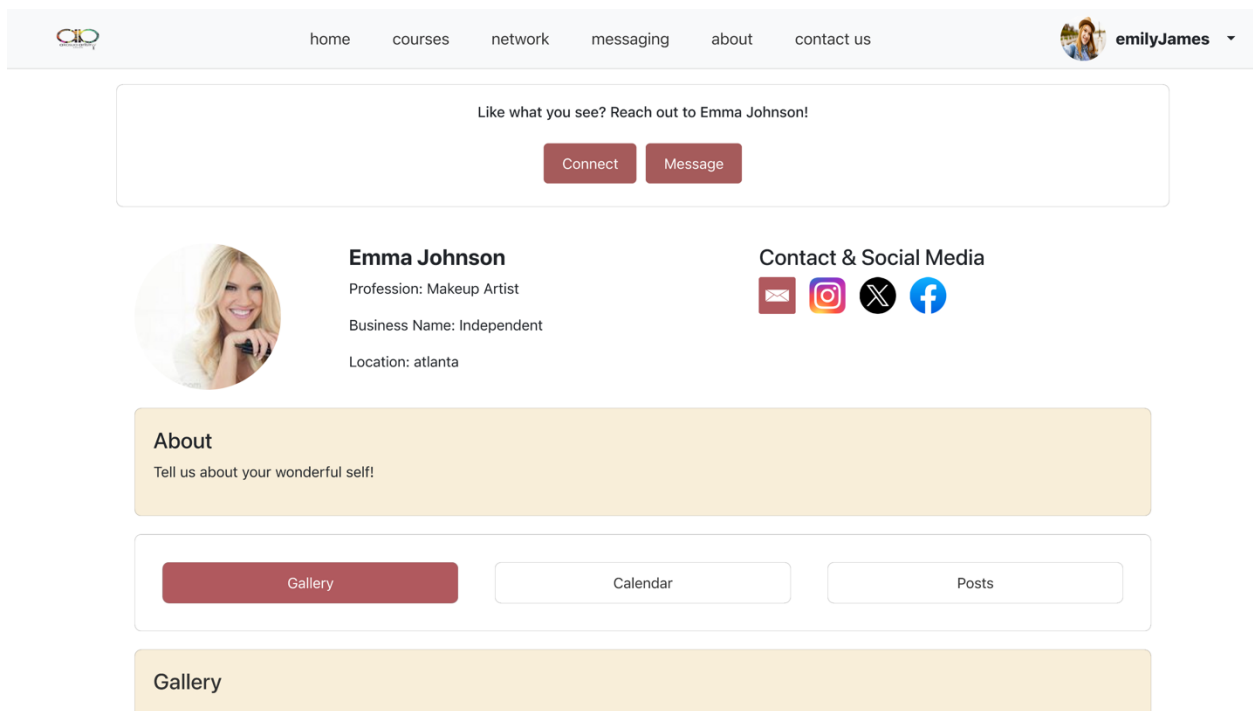 home courses network messaging about contact us emilyJames
Like what you see? Reach out to Emma Johnson!
Connect Message
Emma Johnson
Profession: Makeup Artist
Business Name: Independent
Location: atlanta
Contact & Social Media
About
Tell us about your wonderful self!
Gallery Calendar Posts
Gallery